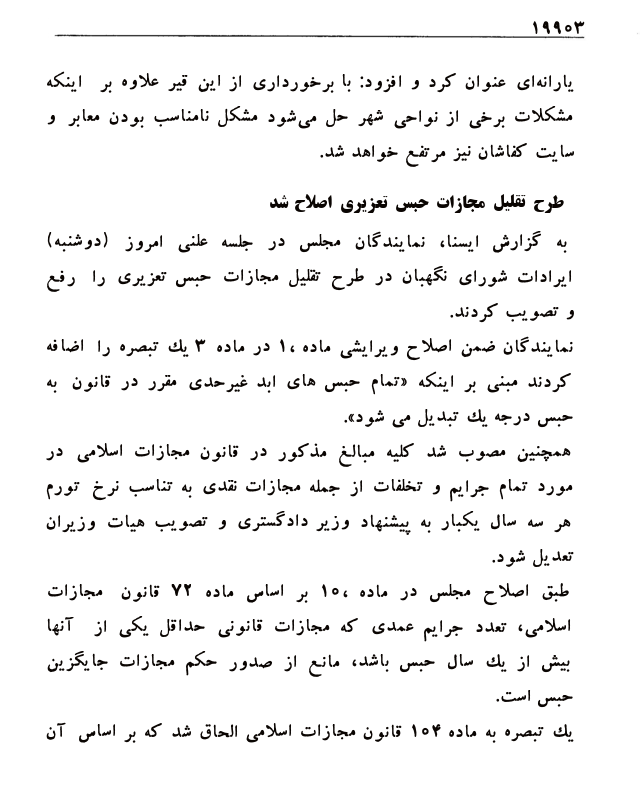 ۱۹۹۰۳
یارانه‌ای عنوان کرد و افزود: با برخورداری از این قیر علاوه بر اینکه
مشکلات برخی از نواحی شهر حل می‌شود مشکل نامناسب بودن معابر و
سایت کفاشان نیز مرتفع خواهد شد.
طرح تقلیل مجازات حبس تعزیری اصلاح شد
به گزارش ایسنا، نمایندگان مجلس در جلسه علنی امروز (دوشنبه)
ایرادات شورای نگهبان در طرح تقلیل مجازات حبس تعزیری را رفع
و تصویب کردند.
نمایندگان ضمن اصلاح ویرایشی ماده ۱، در ماده ۳ یك تبصره را اضافه
کردند مبنی بر اینکه «تمام حبس های ابد غیرحدی مقرر در قانون به
حبس درجه یك تبدیل می شود».
همچنین مصوب شد کلیه مبالغ مذکور در قانون مجازات اسلامی در
مورد تمام جرایم و تخلفات از جمله مجازات نقدی به تناسب نرخ تورم
هر سه سال یکبار به پیشنهاد وزیر دادگستری و تصویب هیات وزیران
تعدیل شود.
طبق اصلاح مجلس در ماده ۱۰، بر اساس ماده ۷۲ قانون مجازات
اسلامی، تعدد جرایم عمدی که مجازات قانونی حداقل یکی از آنها
بیش از یك سال حبس باشد، مانع از صدور حکم مجازات جایگزین
حبس است.
یك تبصره به ماده ۱۰۴ قانون مجازات اسلامی الحاق شد که بر اساس آن